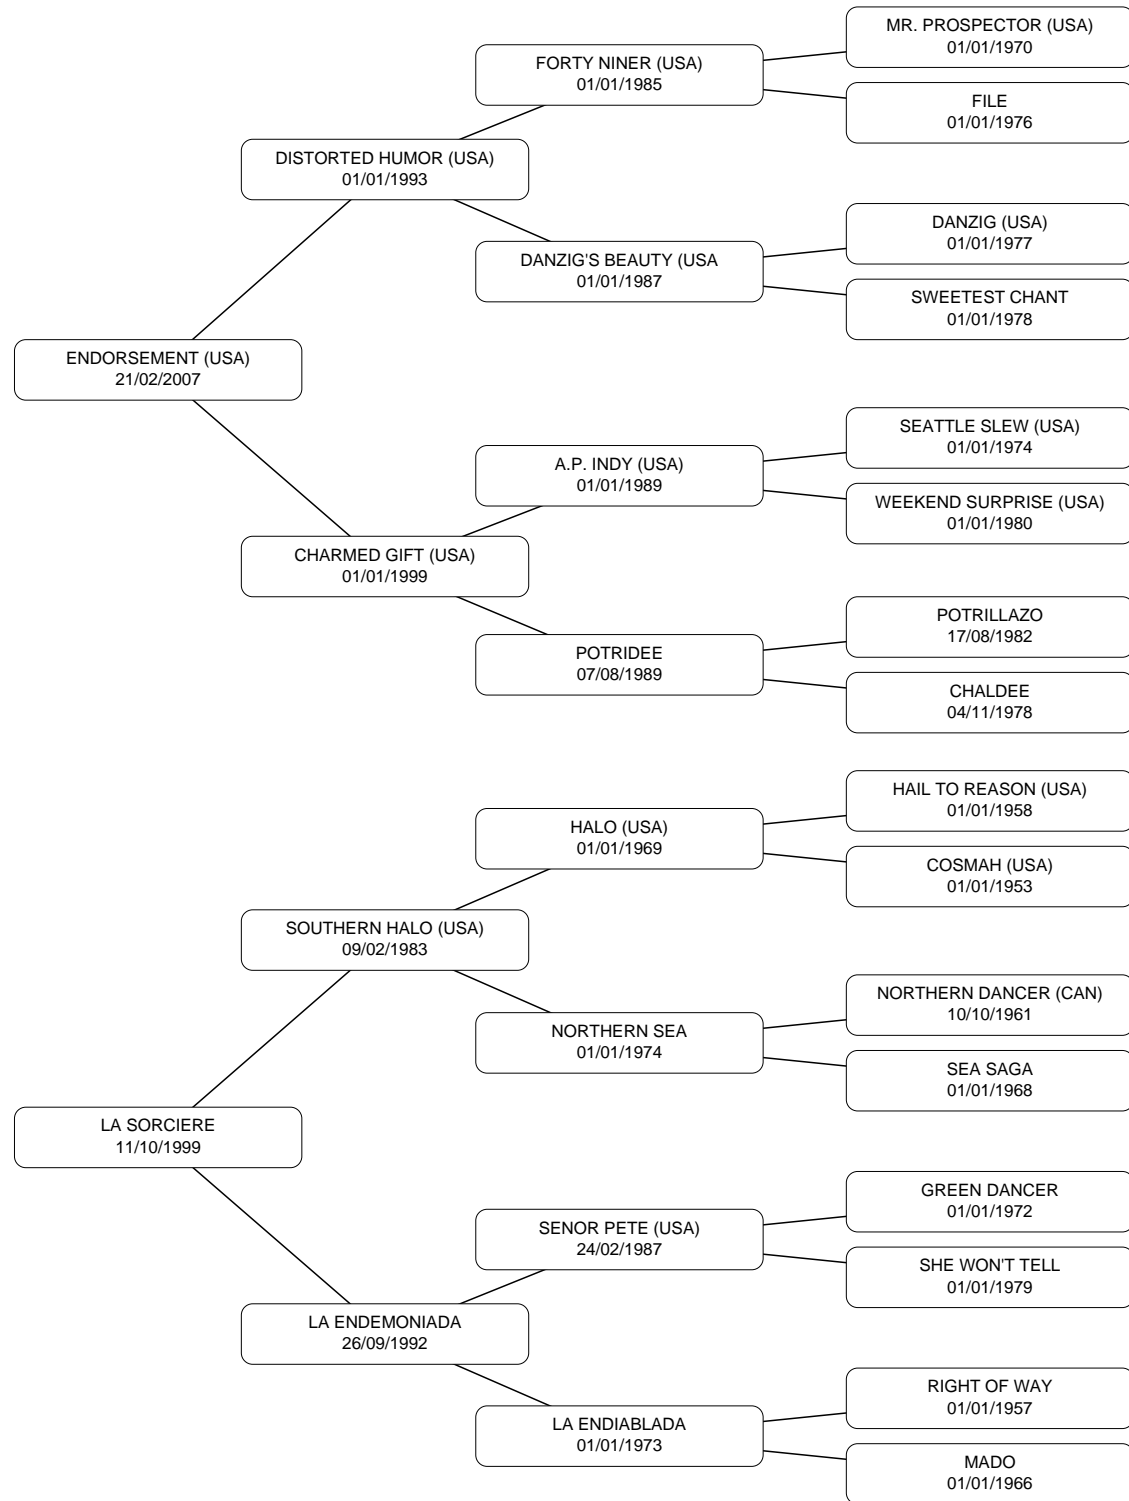 MR. PROSPECTOR (USA)
01/01/1970
FORTY NINER (USA)
01/01/1985
FILE
01/01/1976
DISTORTED HUMOR (USA)
01/01/1993
DANZIG (USA)
01/01/1977
DANZIG'S BEAUTY (USA
01/01/1987
SWEETEST CHANT
01/01/1978
ENDORSEMENT (USA)
21/02/2007
SEATTLE SLEW (USA)
01/01/1974
A.P. INDY (USA)
01/01/1989
WEEKEND SURPRISE (USA)
01/01/1980
CHARMED GIFT (USA)
01/01/1999
POTRILLAZO
17/08/1982
POTRIDEE
07/08/1989
CHALDEE
04/11/1978
HAIL TO REASON (USA)
01/01/1958
HALO (USA)
01/01/1969
COSMAH (USA)
01/01/1953
SOUTHERN HALO (USA)
09/02/1983
NORTHERN DANCER (CAN)
10/10/1961
NORTHERN SEA
01/01/1974
SEA SAGA
01/01/1968
LA SORCIERE
11/10/1999
GREEN DANCER
01/01/1972
SENOR PETE (USA)
24/02/1987
SHE WON'T TELL
01/01/1979
LA ENDEMONIADA
26/09/1992
RIGHT OF WAY
01/01/1957
LA ENDIABLADA
01/01/1973
MADO
01/01/1966